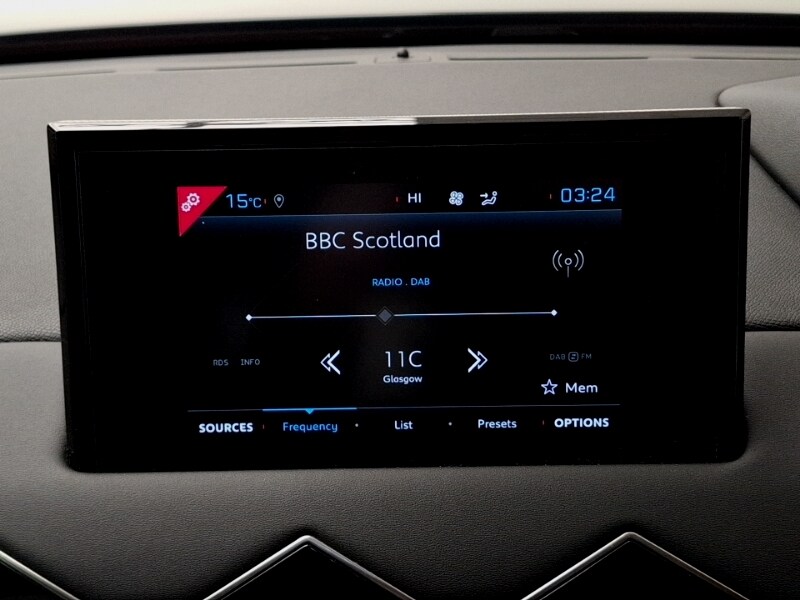 15°C HI 03:24
BBC Scotland
RADIO . DAB
RDS INFO 11C DAB FM
Glasgow
Mem
SOURCES Frequency List Presets OPTIONS